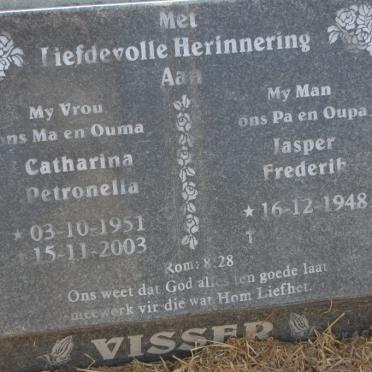 Met
Liefdevolle Herinnering
Aan
My Vrou
ons Ma en Ouma
Catharina
Petronella
★ 03-10-1951
† 15-11-2003
My Man
ons Pa en Oupa
Jasper
Frederik
★ 16-12-1948
†
Rom: 8:28
Ons weet dat God alles ten goede laat
meewerk vir die wat Hom Liefhet.
VISSER